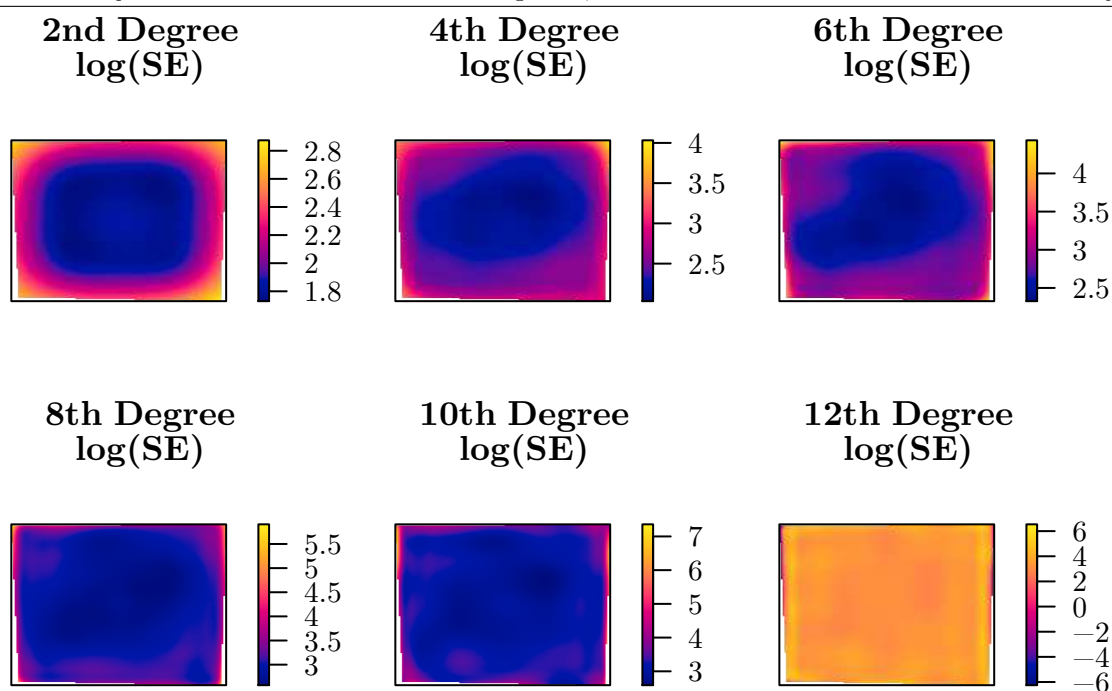 2nd Degree
log(SE)
4th Degree
log(SE)
6th Degree
log(SE)
2.8
2.6
2.4
2.2
2
1.8
4
3.5
3
2.5
4
3.5
3
2.5
8th Degree
log(SE)
10th Degree
log(SE)
12th Degree
log(SE)
5.5
5
4.5
4
3.5
3
7
6
5
4
3
6
4
2
0
−2
−4
−6